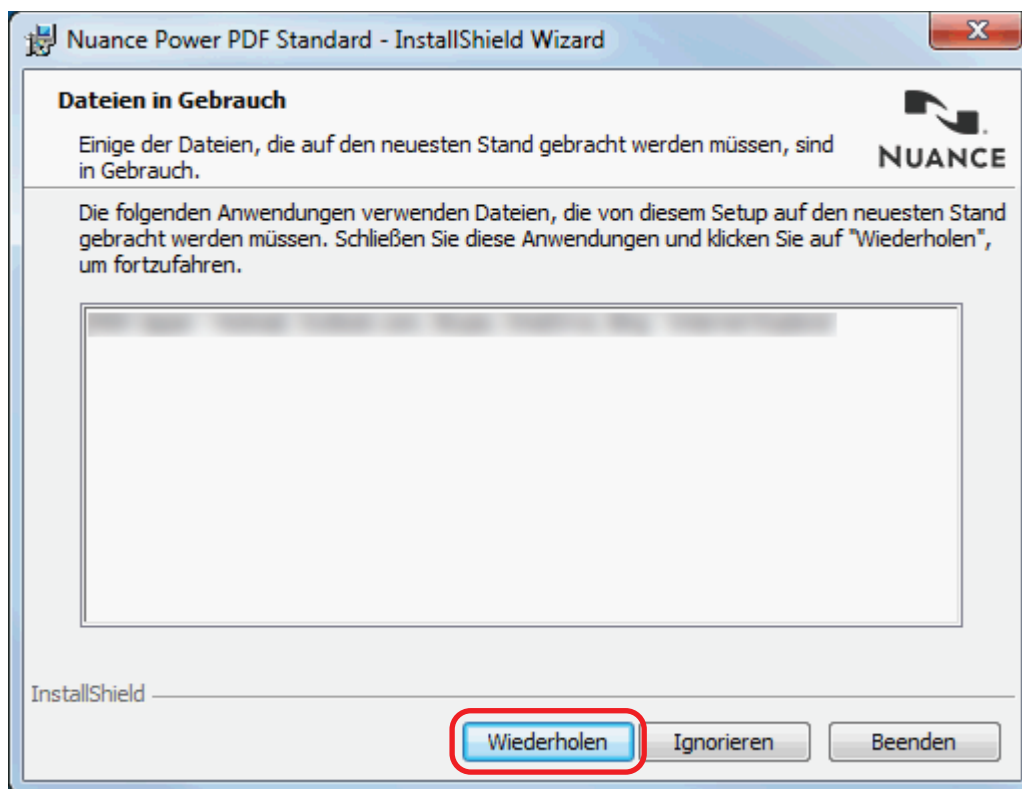 Nuance Power PDF Standard - InstallShield Wizard
Dateien in Gebrauch
Einige der Dateien, die auf den neuesten Stand gebracht werden müssen, sind
in Gebrauch.
NUANCE
Die folgenden Anwendungen verwenden Dateien, die von diesem Setup auf den neuesten Stand
gebracht werden müssen. Schließen Sie diese Anwendungen und klicken Sie auf "Wiederholen",
um fortzufahren.
InstallShield
Wiederholen Ignorieren Beenden